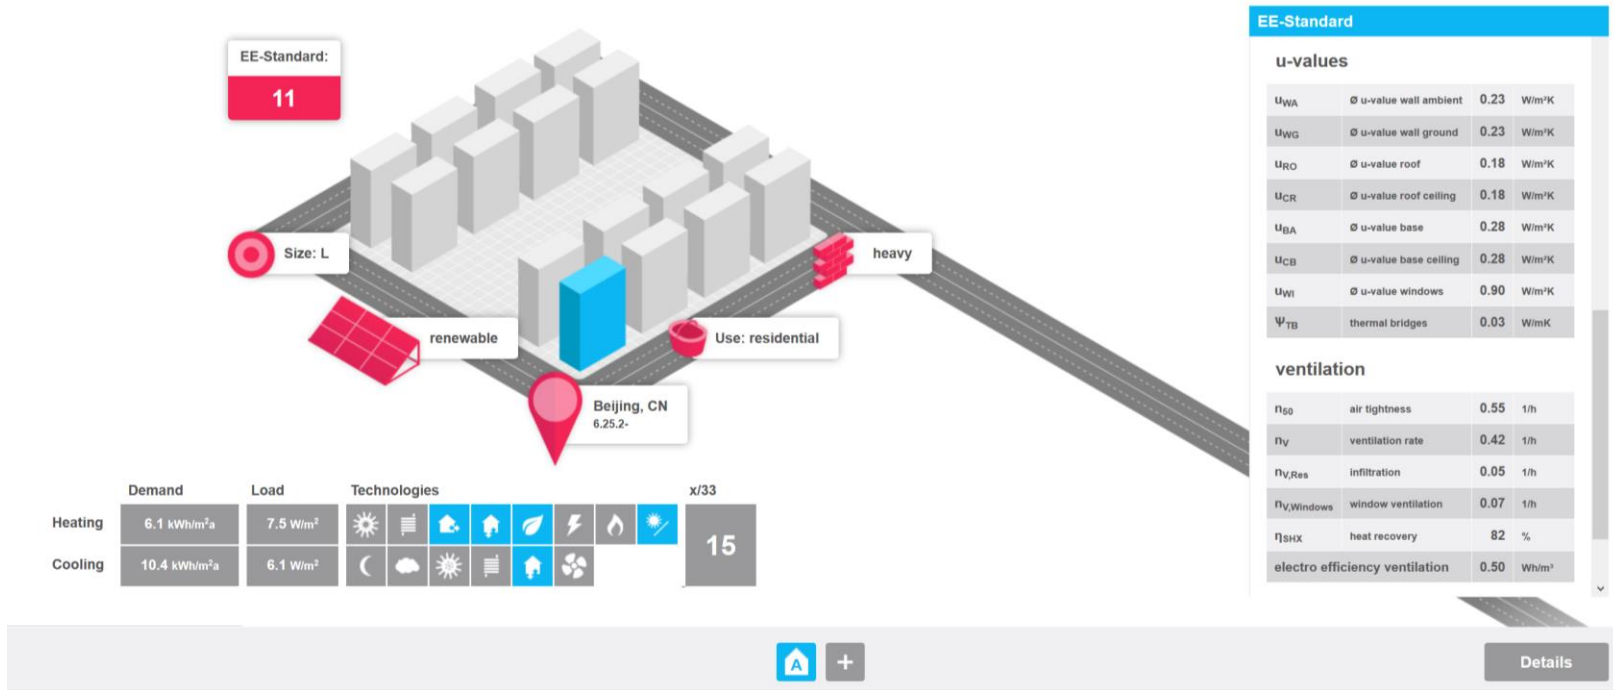 EE-Standard:
11
Size: L
renewable
heavy
Use: residential
Beijing, CN
6.25.2-
Demand Load Technologies x/33
Heating 6.1 kWh/m²a 7.5 W/m²
15
Cooling 10.4 kWh/m²a 6.1 W/m²
EE-Standard
u-values
uWA Ø u-value wall ambient 0.23 W/m²K
uWG Ø u-value wall ground 0.23 W/m²K
uRO Ø u-value roof 0.18 W/m²K
uCR Ø u-value roof ceiling 0.18 W/m²K
uBA Ø u-value base 0.28 W/m²K
uCB Ø u-value base ceiling 0.28 W/m²K
uWI Ø u-value windows 0.90 W/m²K
ΨTB thermal bridges 0.03 W/mK
ventilation
n50 air tightness 0.55 1/h
nV ventilation rate 0.42 1/h
nV,Res infiltration 0.05 1/h
nV,Windows window ventilation 0.07 1/h
ηSHX heat recovery 82 %
electro efficiency ventilation 0.50 Wh/m³
A +
Details